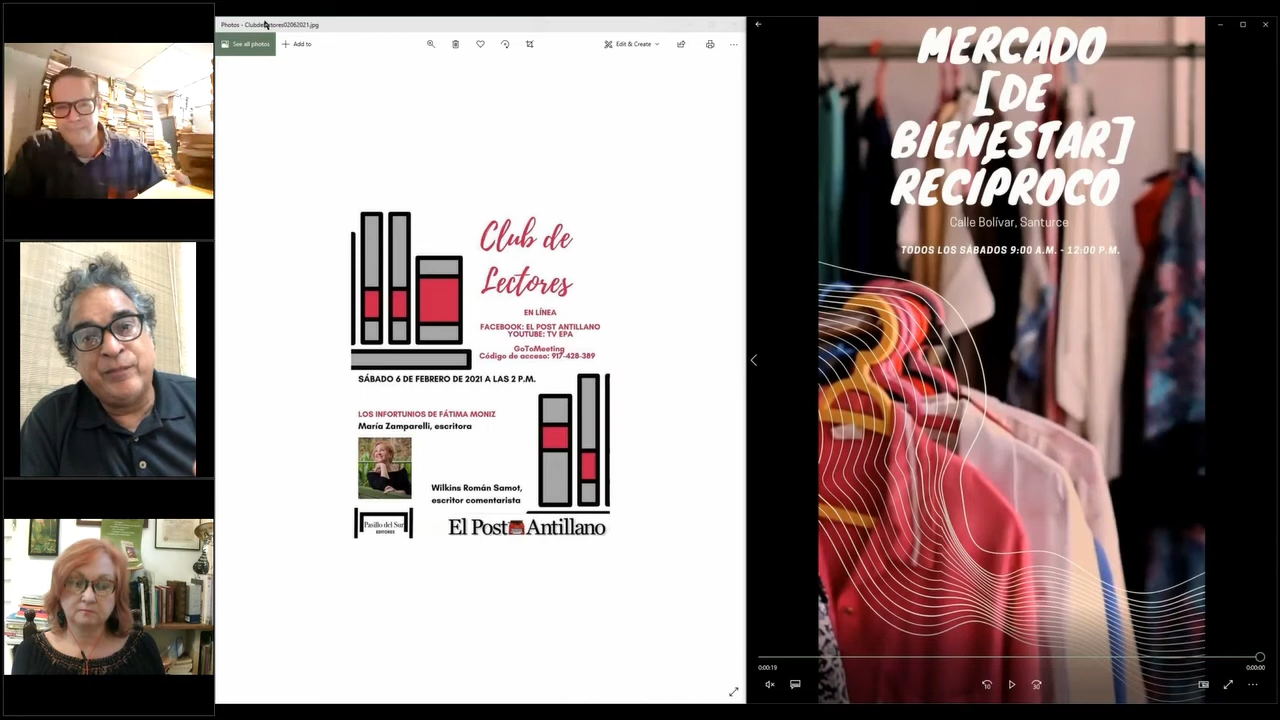 Photos - Clubdelectores02062021.jpg
See all photos
Add to
Edit & Create
Club de
Lectores
EN LÍNEA
FACEBOOK: EL POST ANTILLANO
YOUTUBE: TV EPA
GoToMeeting
Código de acceso: 917-428-389
SÁBADO 6 DE FEBRERO DE 2021 A LAS 2 P.M.
LOS INFORTUNIOS DE FÁTIMA MONIZ
María Zamparelli, escritora
Wilkins Román Samot,
escritor comentarista
Pasillo del Sur
EDITORES
El Post Antillano
MERCADO
[DE
BIENESTAR]
RECÍPROCO
Calle Bolívar, Santurce
TODOS LOS SÁBADOS 9:00 A.M. - 12:00 P.M.
0:00:19
0:00:00
10
30